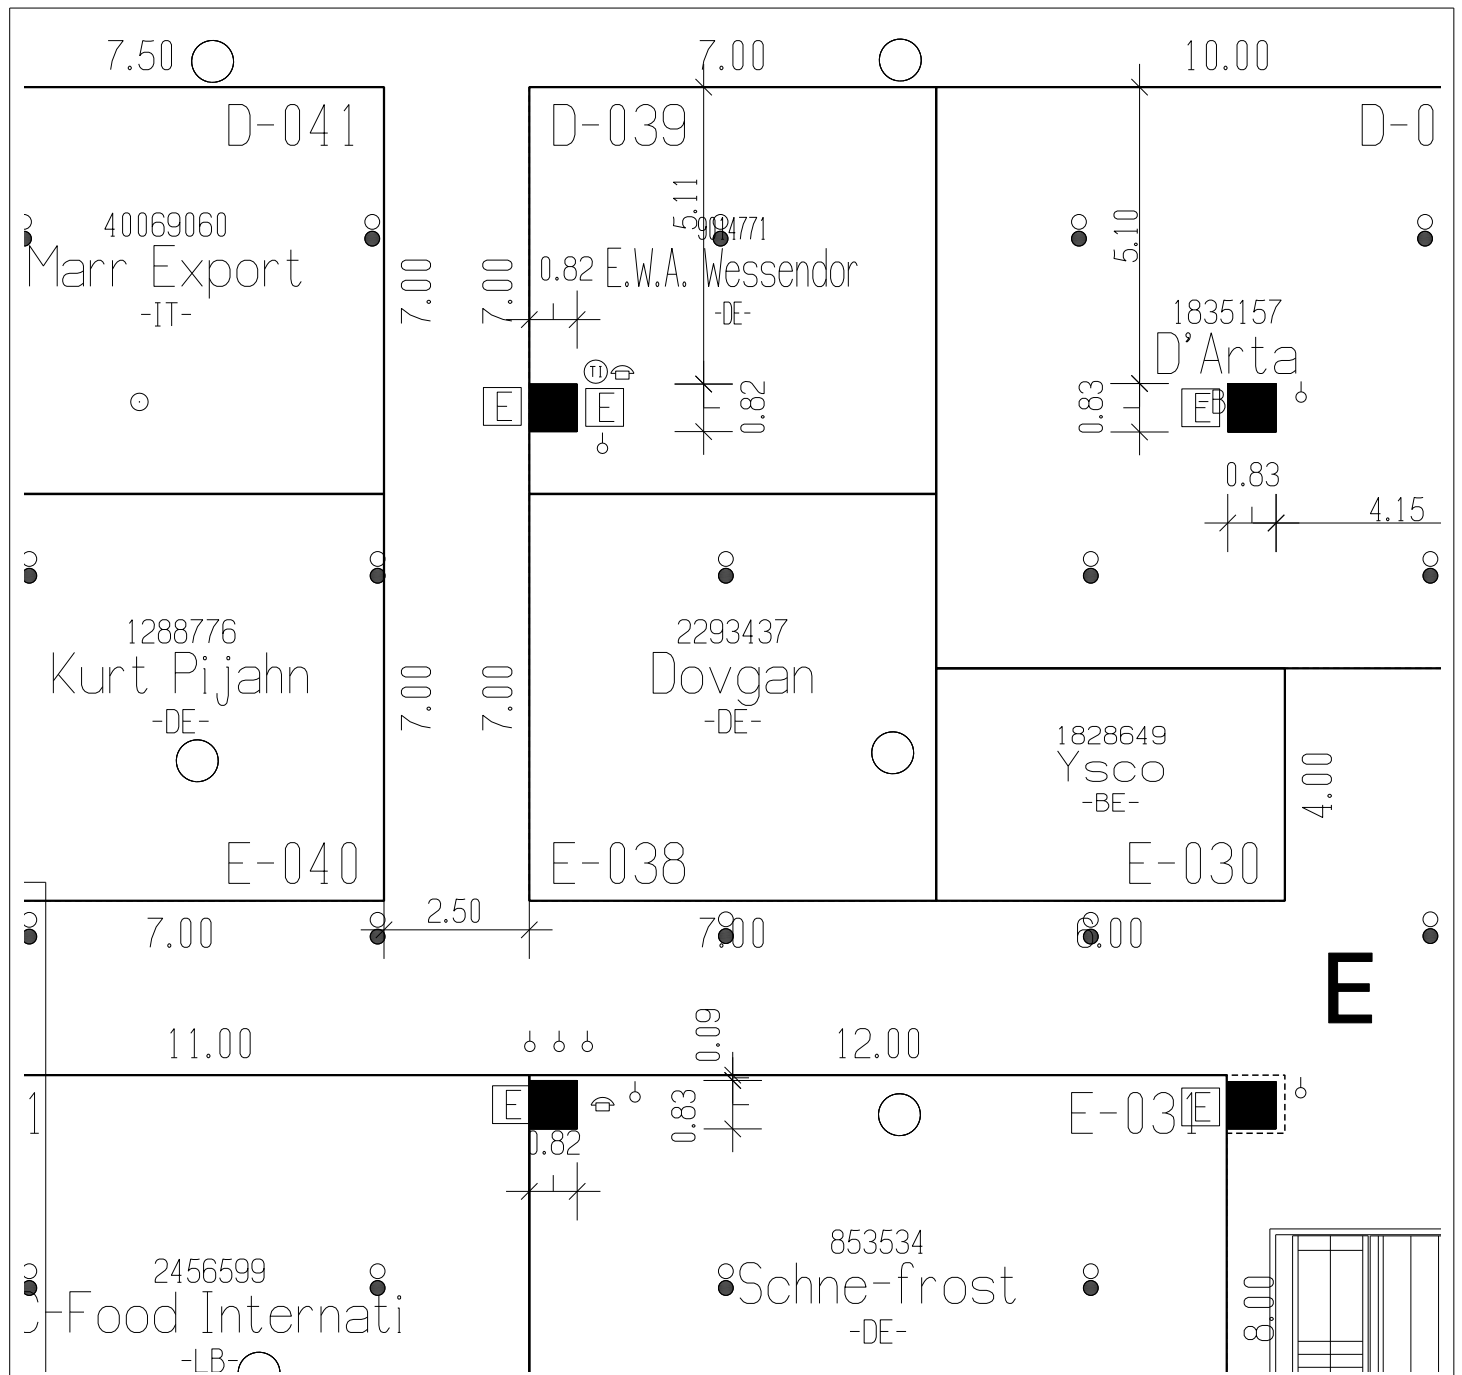 7.50
7.00
10.00
D-041
D-039
D-0
40069060
Marr Export
-IT-
7.00
7.00
5.11
9014771
0.82
E.W.A. Wessendor
-DE-
5.10
1835157
D'Arta
B
TI
E
E
0.82
0.83
E
0.83
4.15
1288776
Kurt Pijahn
-DE-
7.00
7.00
2293437
Dovgan
-DE-
1828649
Ysco
-BE-
4.00
E-040
E-038
E-030
7.00
2.50
7.00
6.00
E
11.00
0.09
12.00
1
E
0.83
E-031
E
0.82
2456599
-Food Internati
-LB-
853534
Schne-frost
-DE-
8.00